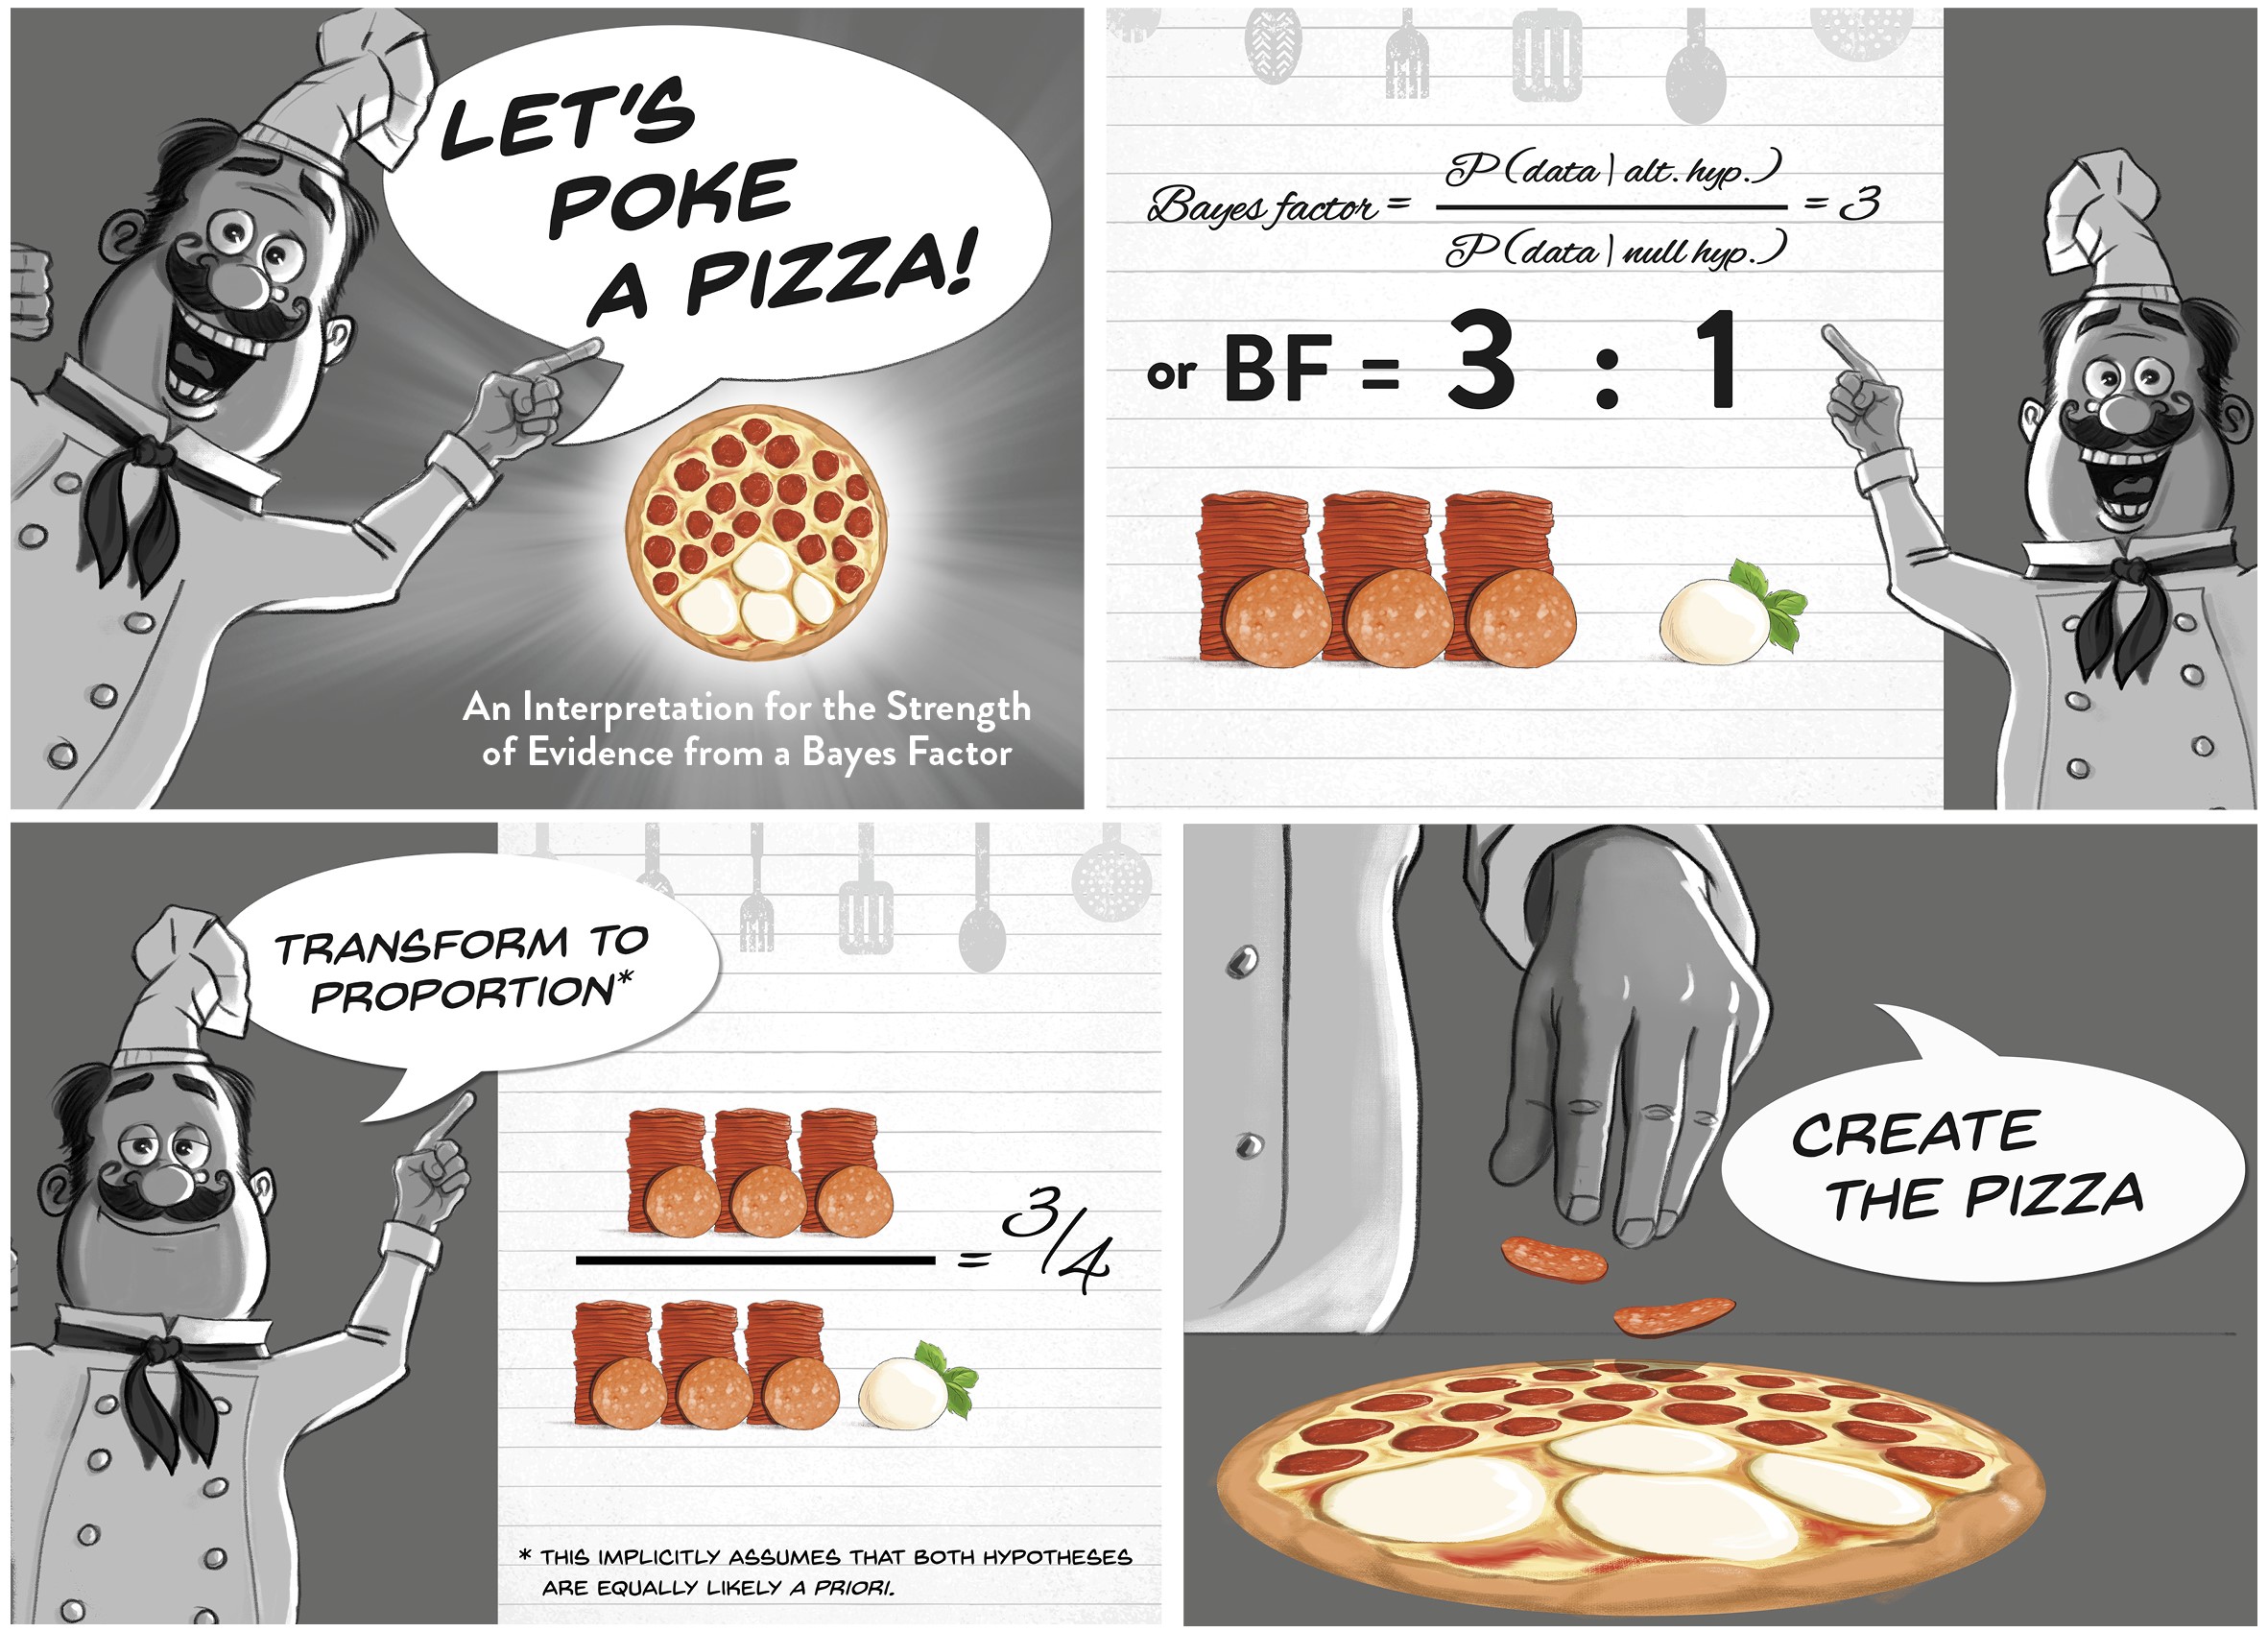 LET'S
POKE
A PIZZA!
An Interpretation for the Strength
of Evidence from a Bayes Factor
P(data | alt. hyp.)
Bayes factor = = 3
P(data | null hyp.)
or BF = 3 : 1
TRANSFORM TO
PROPORTION*
= 3/4
* THIS IMPLICITLY ASSUMES THAT BOTH HYPOTHESES
ARE EQUALLY LIKELY A PRIORI.
CREATE
THE PIZZA